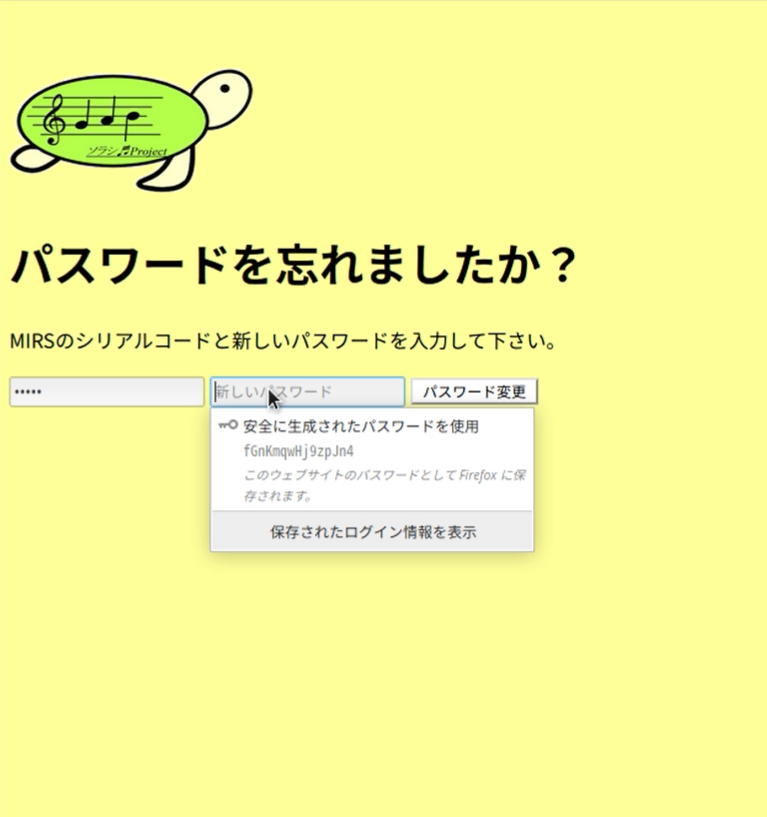 ソラシ🎵Project
パスワードを忘れましたか？
MIRSのシリアルコードと新しいパスワードを入力して下さい。
•••••
新しいパスワード
パスワード変更
安全に生成されたパスワードを使用
fGnKmqwHj9zpJn4
このウェブサイトのパスワードとして Firefox に保
存されます。
保存されたログイン情報を表示